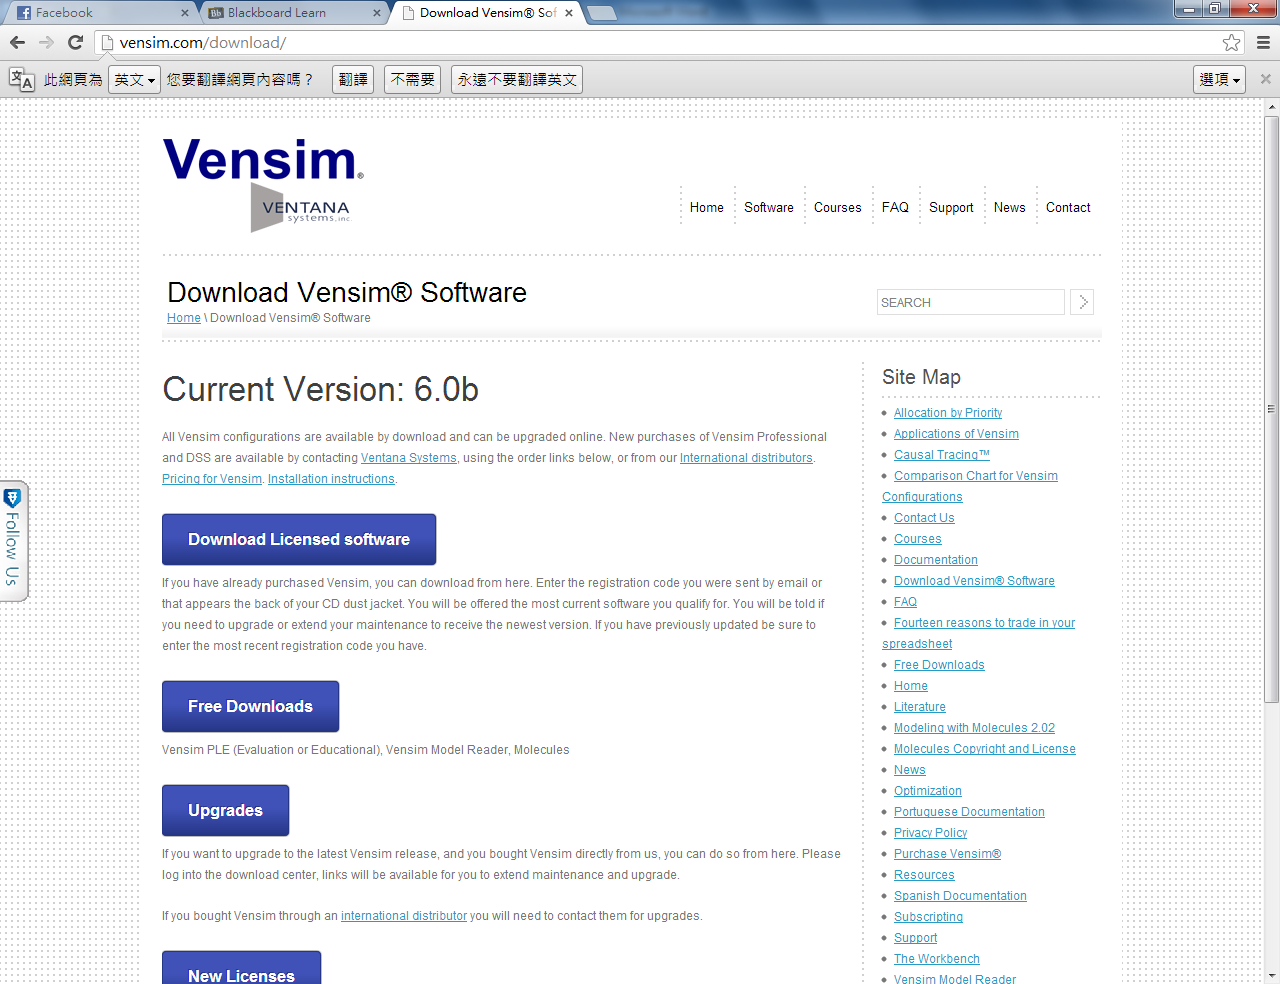 Facebook
Blackboard Learn
Download Vensim® Sof
vensim.com/download/
此網頁為 英文 您要翻譯網頁內容嗎？ 翻譯 不需要 永遠不要翻譯英文 選項
Vensim®
VENTANA
systems,inc.
Home Software Courses FAQ Support News Contact
Download Vensim® Software
Home \ Download Vensim® Software
SEARCH
Current Version: 6.0b
All Vensim configurations are available by download and can be upgraded online. New purchases of Vensim Professional
and DSS are available by contacting Ventana Systems, using the order links below, or from our International distributors.
Pricing for Vensim. Installation instructions.
Download Licensed software
If you have already purchased Vensim, you can download from here. Enter the registration code you were sent by email or
that appears the back of your CD dust jacket. You will be offered the most current software you qualify for. You will be told if
you need to upgrade or extend your maintenance to receive the newest version. If you have previously updated be sure to
enter the most recent registration code you have.
Free Downloads
Vensim PLE (Evaluation or Educational), Vensim Model Reader, Molecules
Upgrades
If you want to upgrade to the latest Vensim release, and you bought Vensim directly from us, you can do so from here. Please
log into the download center, links will be available for you to extend maintenance and upgrade.
If you bought Vensim through an international distributor you will need to contact them for upgrades.
New Licenses
Site Map
Allocation by Priority
Applications of Vensim
Causal Tracing™
Comparison Chart for Vensim
Configurations
Contact Us
Courses
Documentation
Download Vensim® Software
FAQ
Fourteen reasons to trade in your
spreadsheet
Free Downloads
Home
Literature
Modeling with Molecules 2.02
Molecules Copyright and License
News
Optimization
Portuguese Documentation
Privacy Policy
Purchase Vensim®
Resources
Spanish Documentation
Subscripting
Support
The Workbench
Vensim Model Reader
Follow Us